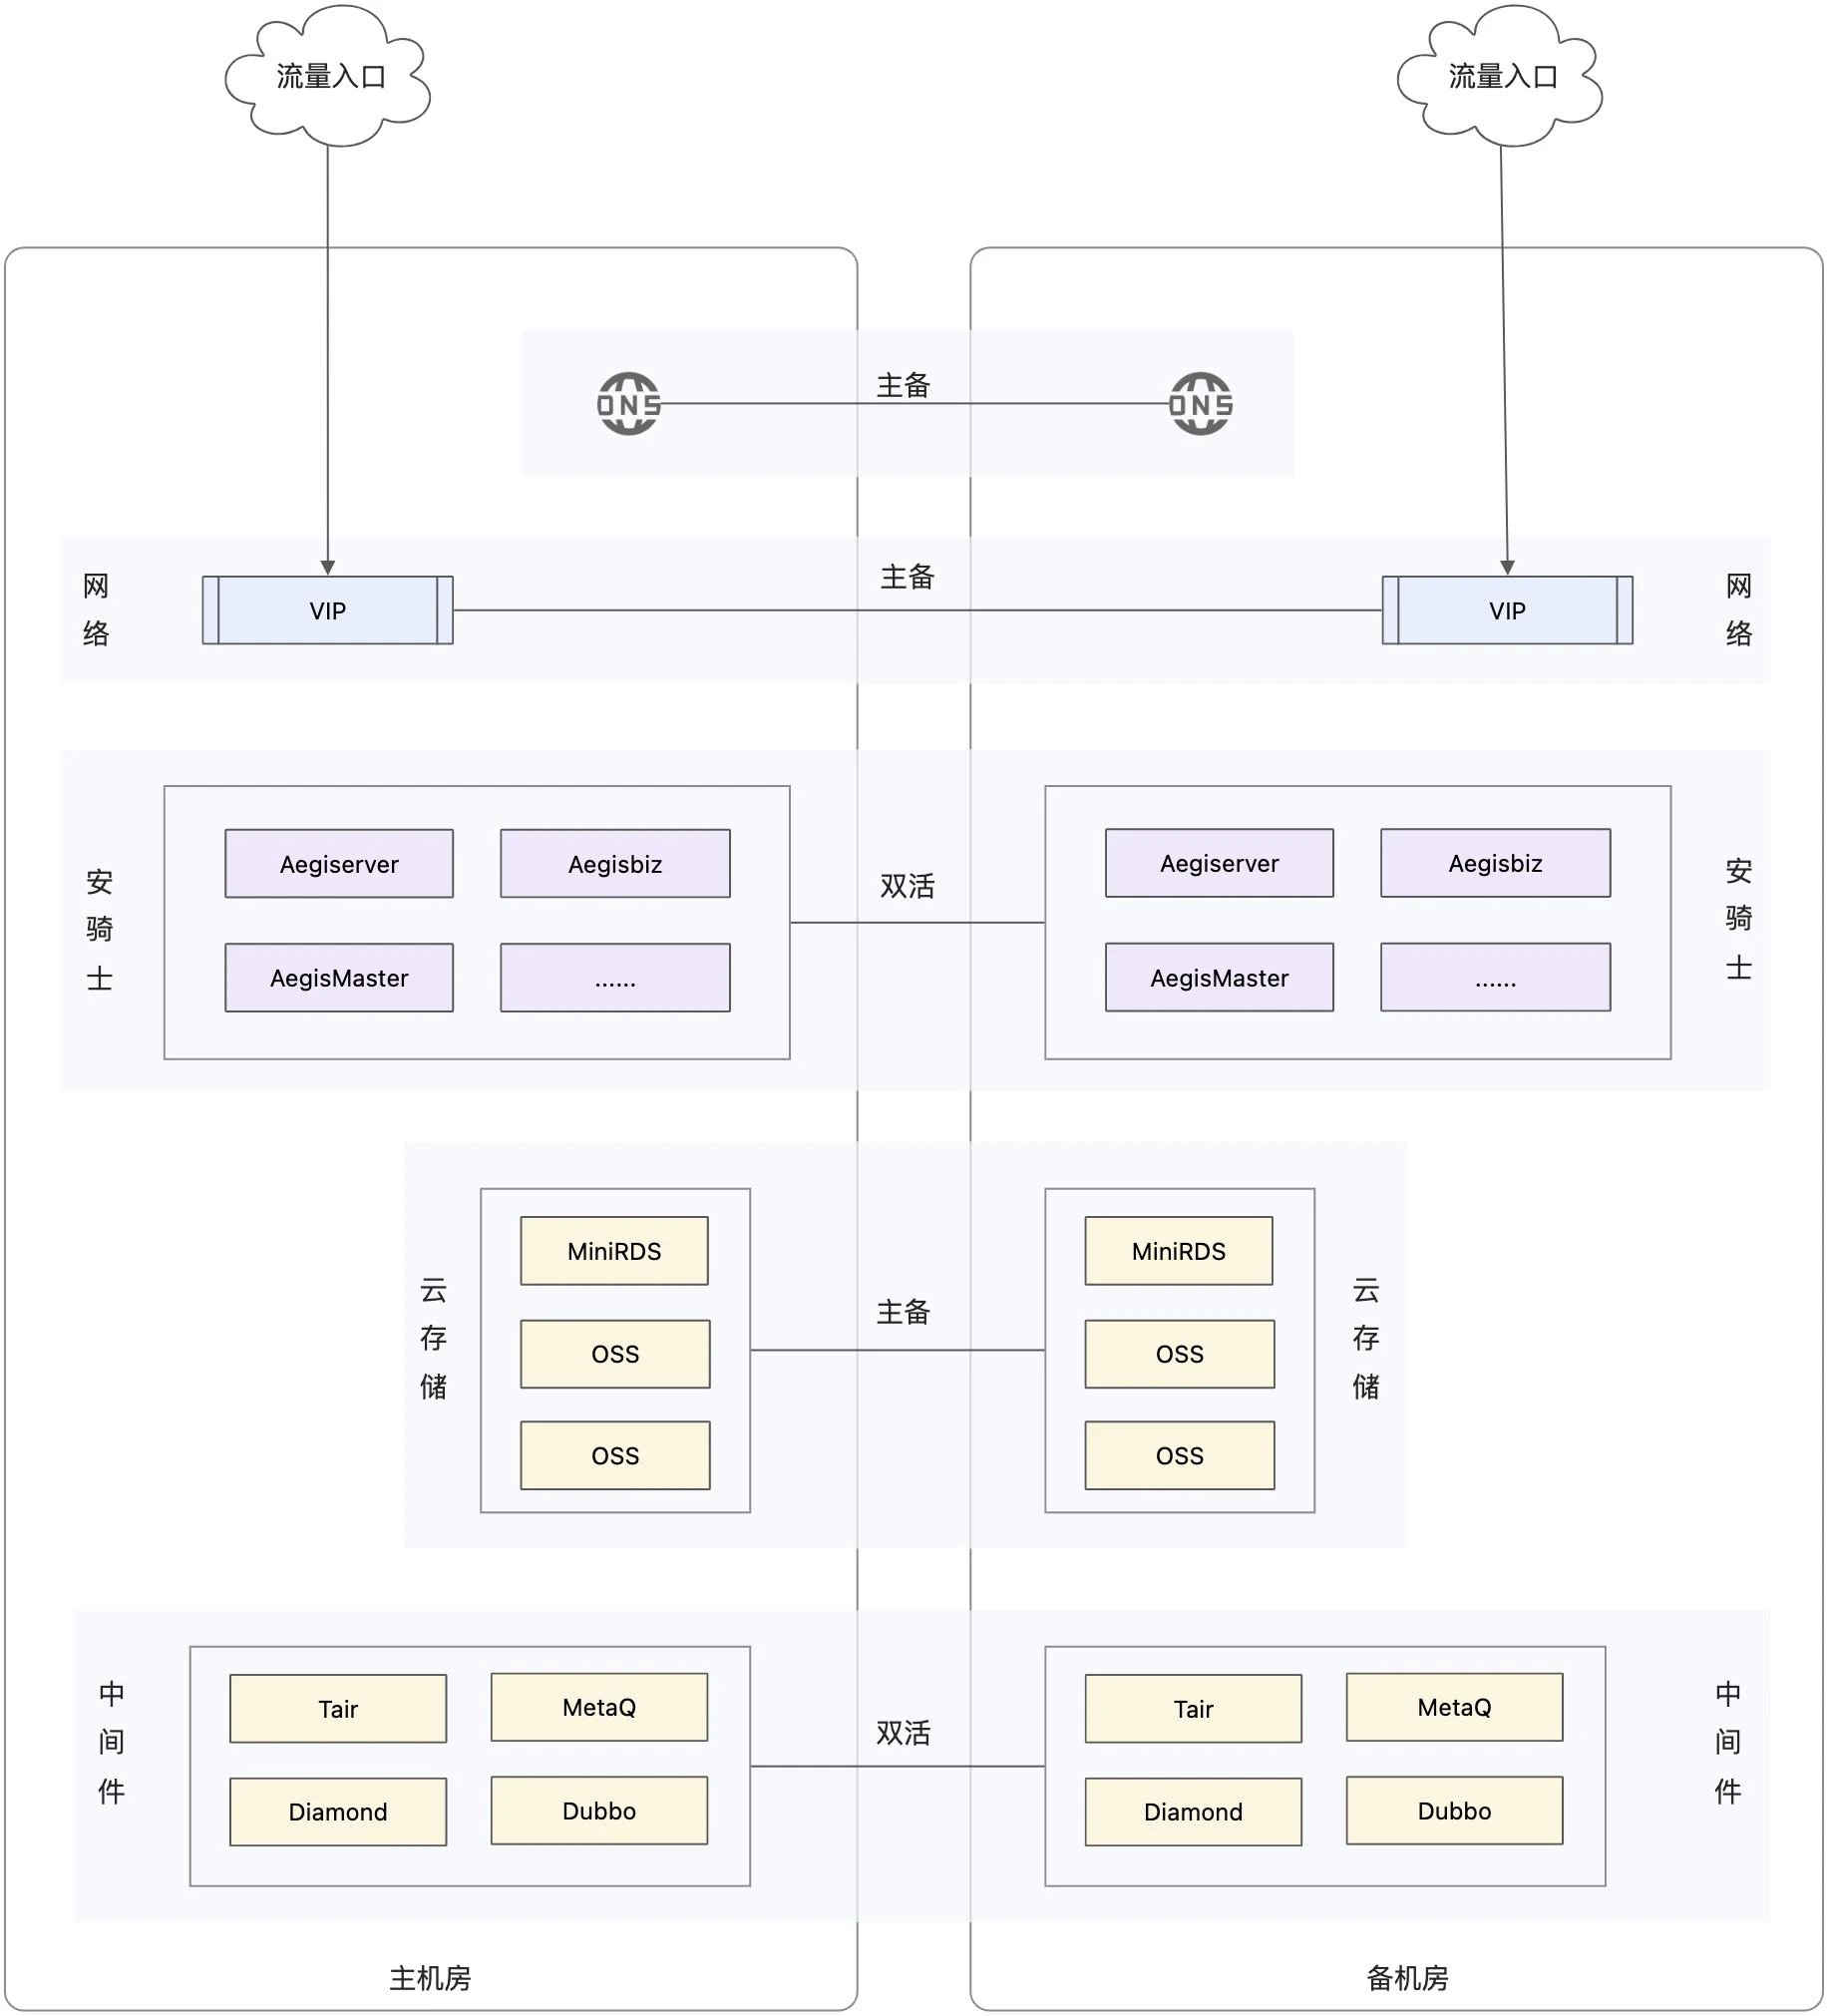 流量入口
流量入口
DNS
主备
DNS
网络
VIP
主备
VIP
网络
安骑士
Aegiserver
Aegisbiz
AegisMaster
......
双活
Aegiserver
Aegisbiz
AegisMaster
......
安骑士
云存储
MiniRDS
OSS
OSS
主备
MiniRDS
OSS
OSS
云存储
中间件
Tair
MetaQ
Diamond
Dubbo
双活
Tair
MetaQ
Diamond
Dubbo
中间件
主机房
备机房